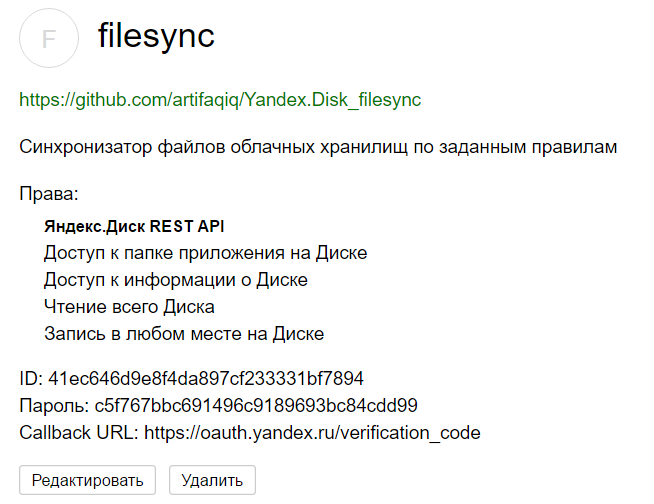 F
filesync
https://github.com/artifaqiq/Yandex.Disk_filesync
Синхронизатор файлов облачных хранилищ по заданным правилам
Права:
Яндекс.Диск REST API
Доступ к папке приложения на Диске
Доступ к информации о Диске
Чтение всего Диска
Запись в любом месте на Диске
ID: 41ec646d9e8f4da897cf233331bf7894
Пароль: c5f767bbc691496c9189693bc84cdd99
Callback URL: https://oauth.yandex.ru/verification_code
Редактировать Удалить